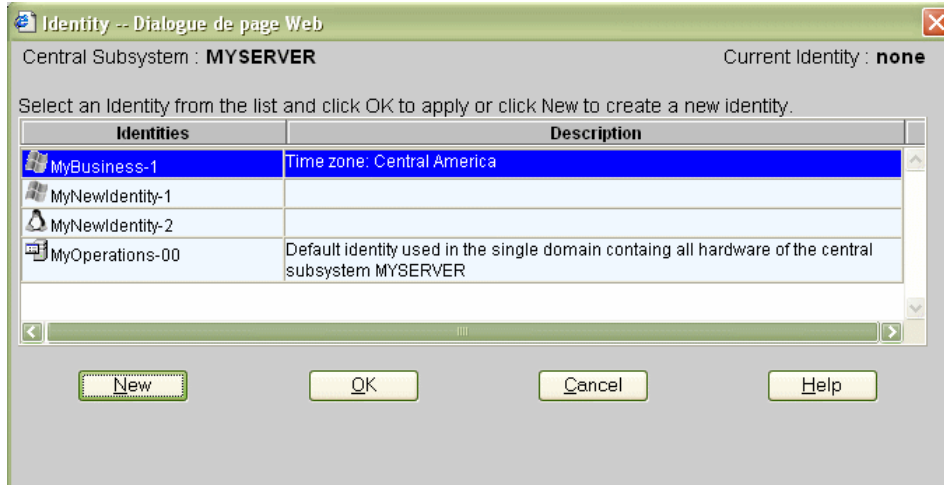 Identity -- Dialogue de page Web
Central Subsystem : MYSERVER Current Identity : none
Select an Identity from the list and click OK to apply or click New to create a new identity.
Identities Description
MyBusiness-1 Time zone: Central America
MyNewIdentity-1
MyNewIdentity-2
MyOperations-00 Default identity used in the single domain containg all hardware of the central
subsystem MYSERVER
New OK Cancel Help